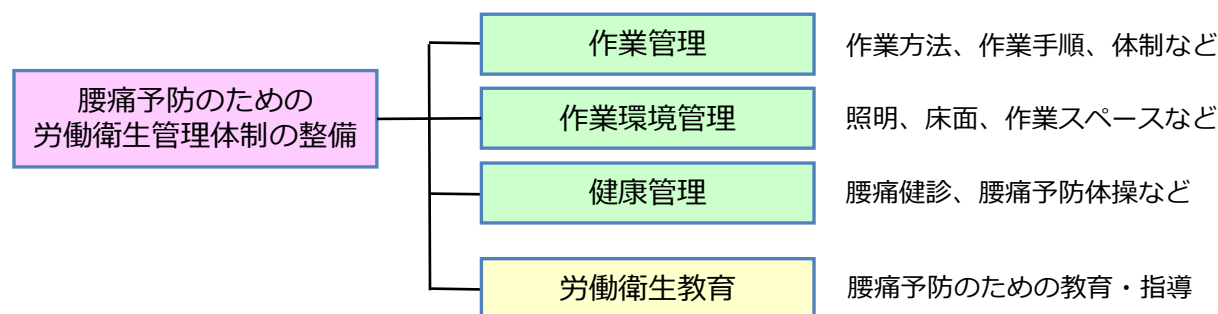 腰痛予防のための
労働衛生管理体制の整備
作業管理
作業方法、作業手順、体制など
作業環境管理
照明、床面、作業スペースなど
健康管理
腰痛健診、腰痛予防体操など
労働衛生教育
腰痛予防のための教育・指導